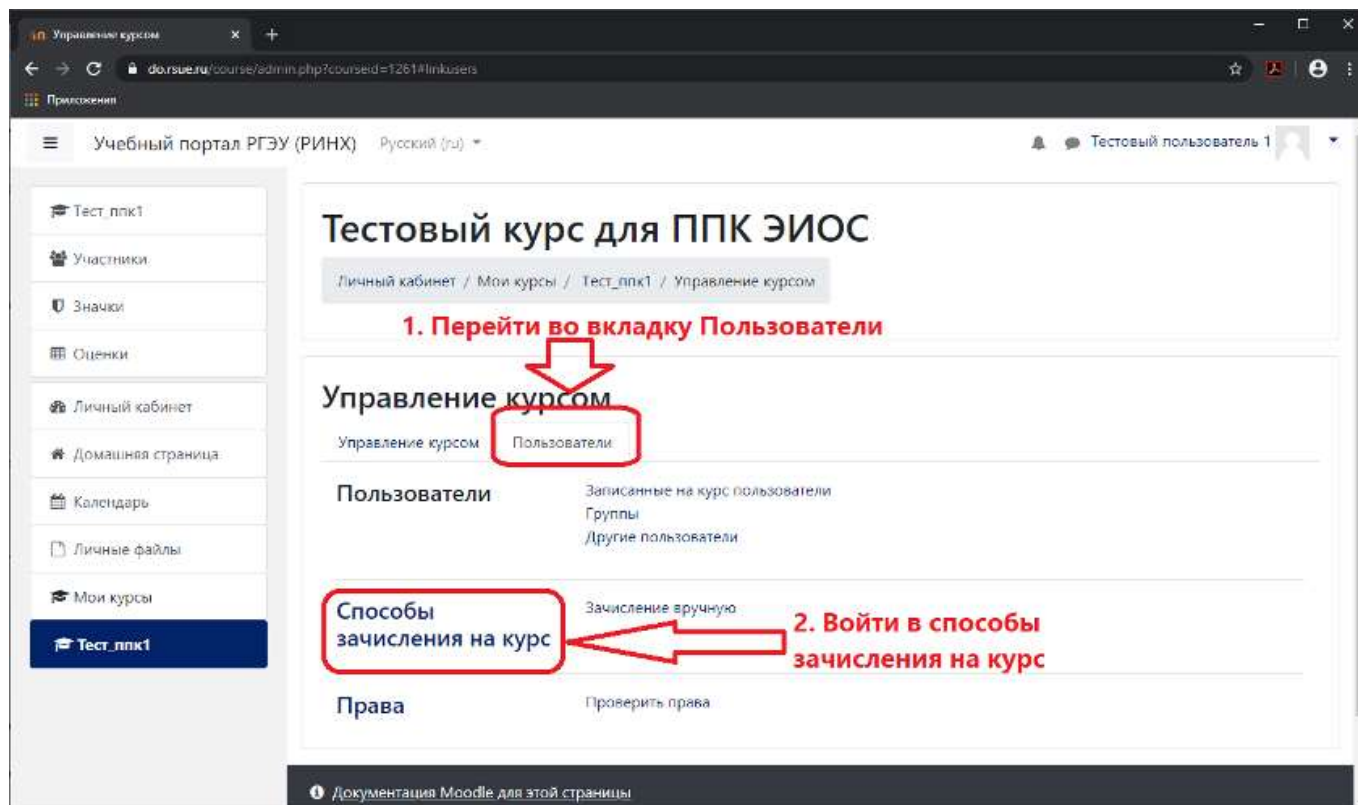 Управление курсом
do.rsue.ru/course/admin.php?courseid=1261#linkusers
Приложения
Учебный портал РГЭУ (РИНХ) Русский (ru)
Тестовый пользователь 1
Тест_ппк1
Участники
Значки
Оценки
Личный кабинет
Домашняя страница
Календарь
Личные файлы
Мои курсы
Тест_ппк1
Тестовый курс для ППК ЭИОС
Личный кабинет / Мои курсы / Тест_ппк1 / Управление курсом
1. Перейти во вкладку Пользователи
Управление курсом
Управление курсом Пользователи
Пользователи
Записанные на курс пользователи
Группы
Другие пользователи
Способы
зачисления на курс
Зачисление вручную
2. Войти в способы
зачисления на курс
Права
Проверить права
Документация Moodle для этой страницы